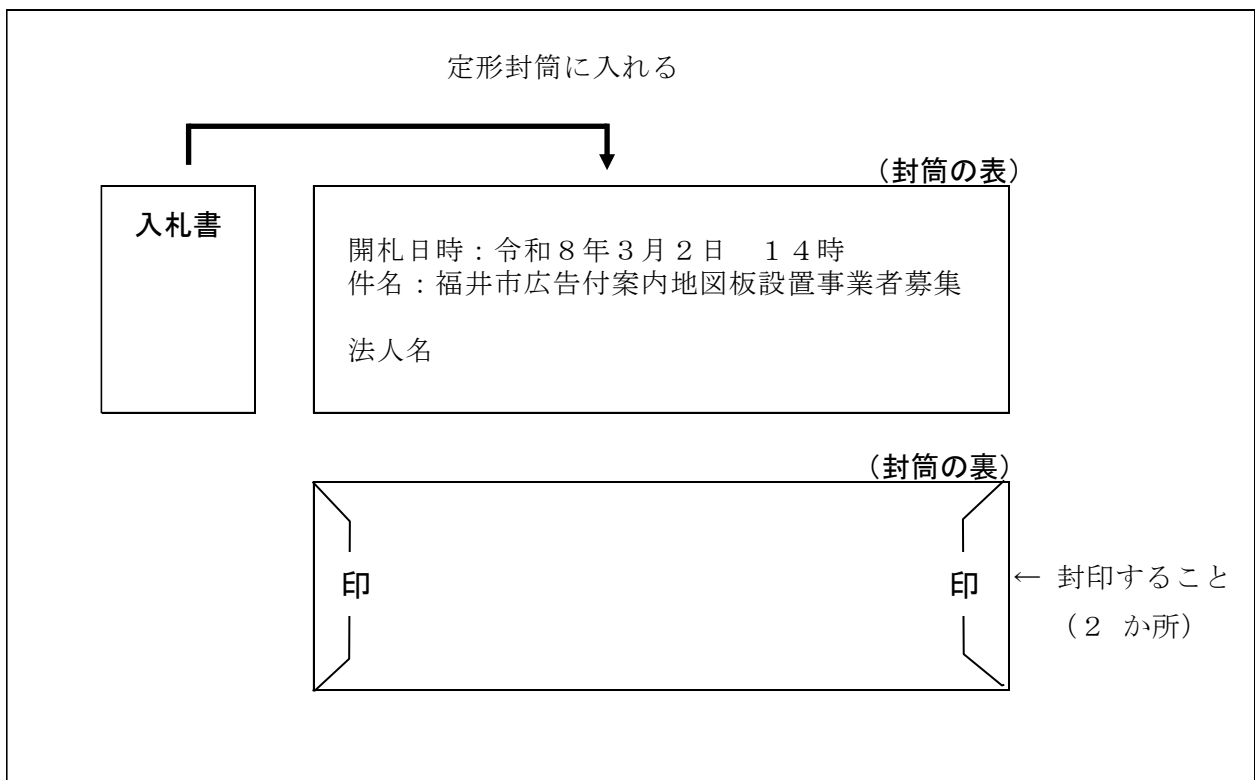 定形封筒に入れる
（封筒の表）
入札書
開札日時：令和８年３月２日　１４時
件名：福井市広告付案内地図板設置事業者募集
法人名
（封筒の裏）
印
印
← 封印すること
（２ か所）